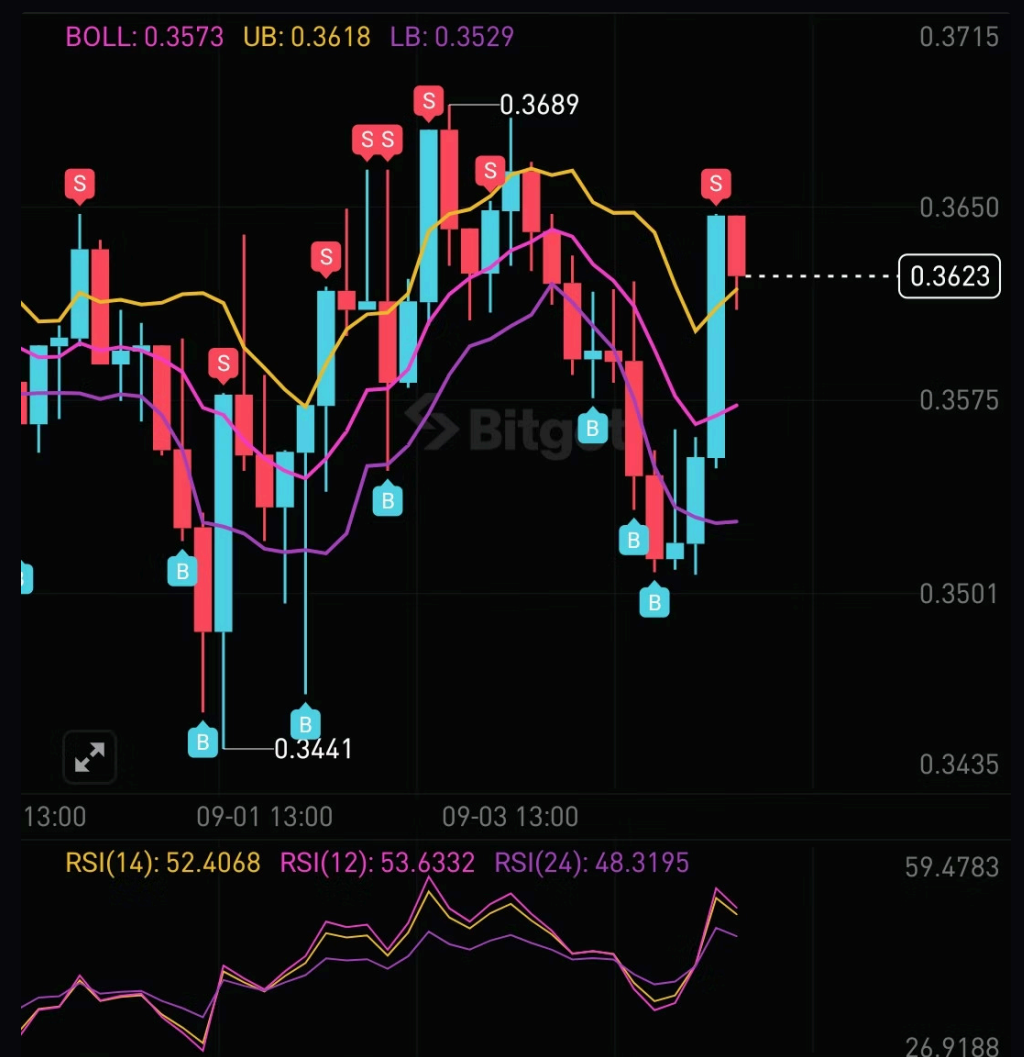 BOLL: 0.3573 UB: 0.3618 LB: 0.3529
0.3715
S
0.3689
S S
S
S
S
0.3650
S
0.3623
S
0.3575
Bitget
B
B
B
B
0.3501
B
B
B
0.3441
0.3435
13:00 09-01 13:00 09-03 13:00
RSI(14): 52.4068 RSI(12): 53.6332 RSI(24): 48.3195
59.4783
26.9188